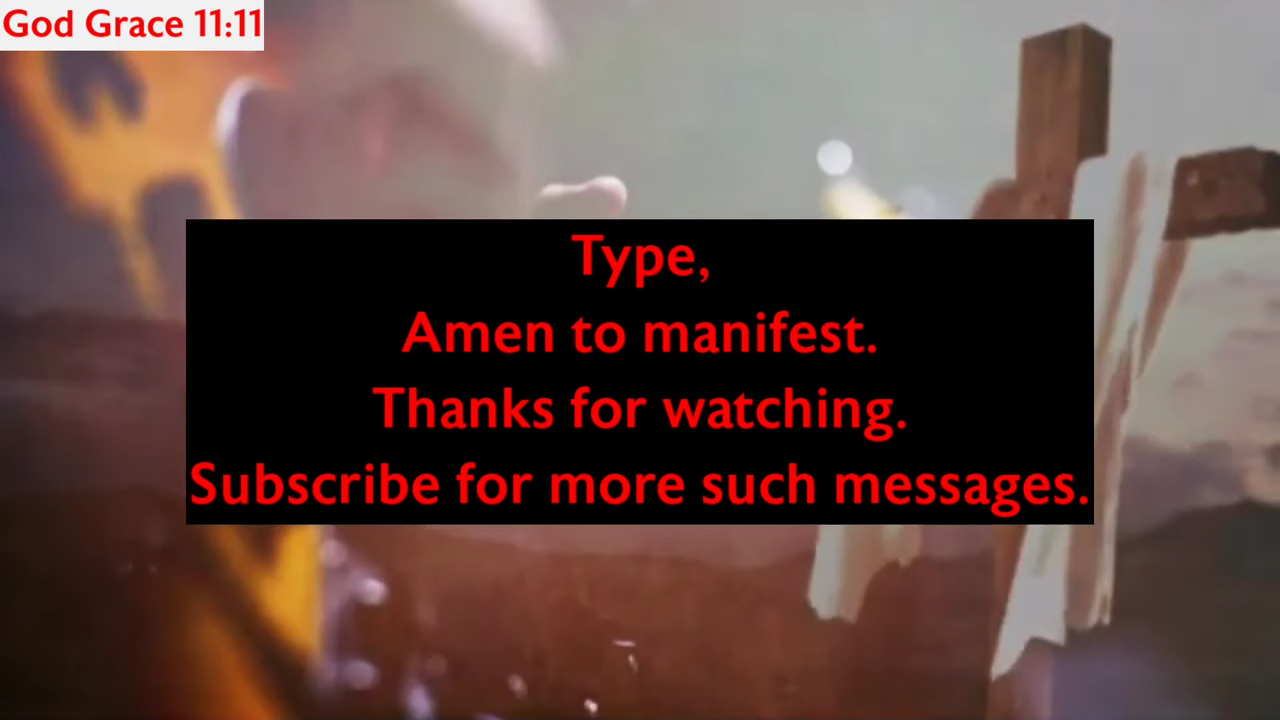 God Grace 11:11
Type,
Amen to manifest.
Thanks for watching.
Subscribe for more such messages.